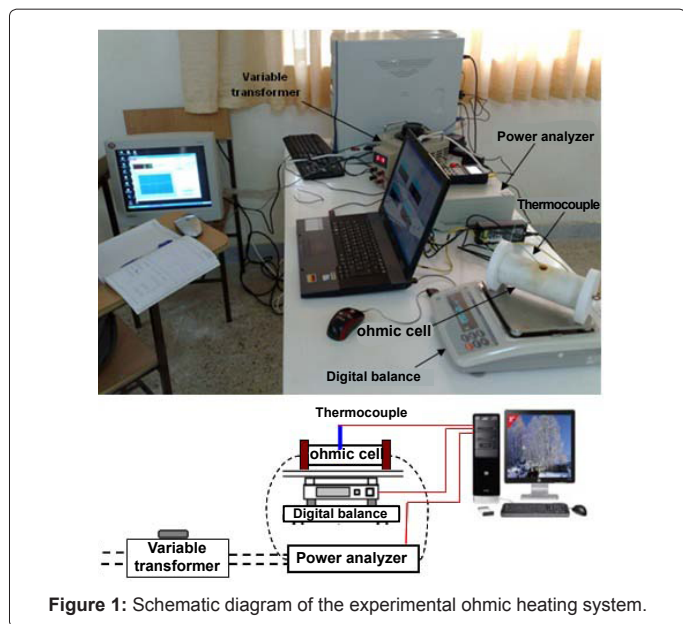 Variable
transformer
Power analyzer
Thermocouple
ohmic cell
Digital balance
Thermocouple
ohmic cell
Digital balance
Variable
transformer
Power analyzer
Figure 1: Schematic diagram of the experimental ohmic heating system.